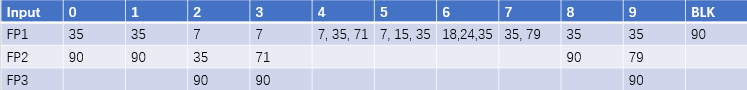 Input 0 1 2 3 4 5 6 7 8 9 BLK
FP1 35 35 7 7 7, 35, 71 7, 15, 35 18,24,35 35, 79 35 35 90
FP2 90 90 35 71 90 79
FP3 90 90 90